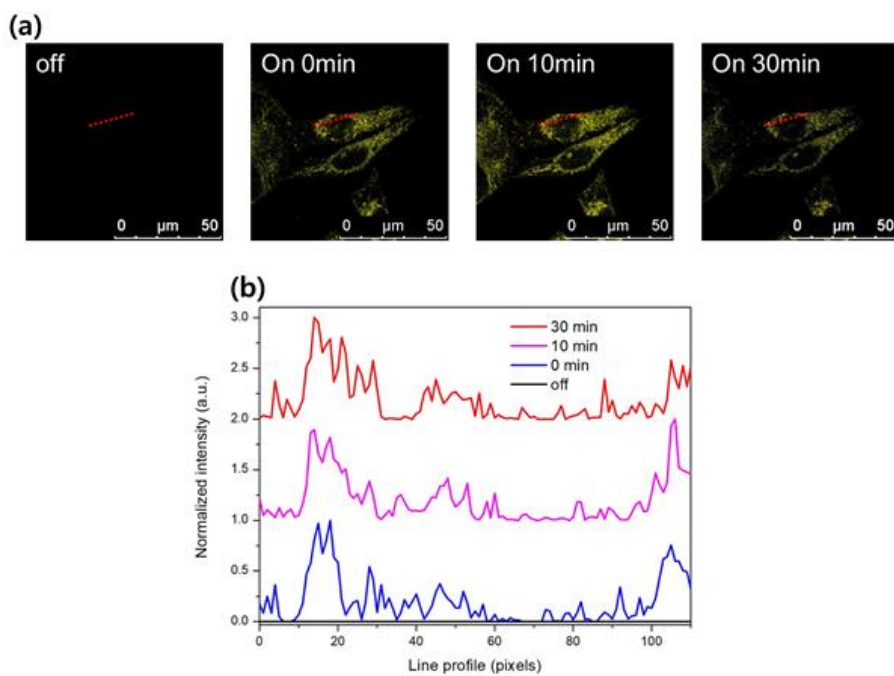 (a)
off
On 0min
On 10min
On 30min
0 µm 50
0 µm 50
0 µm 50
0 µm 50
(b)
30 min
10 min
0 min
off
Normalized intensity (a.u.)
3.0
2.5
2.0
1.5
1.0
0.5
0.0
0 20 40 60 80 100
Line profile (pixels)